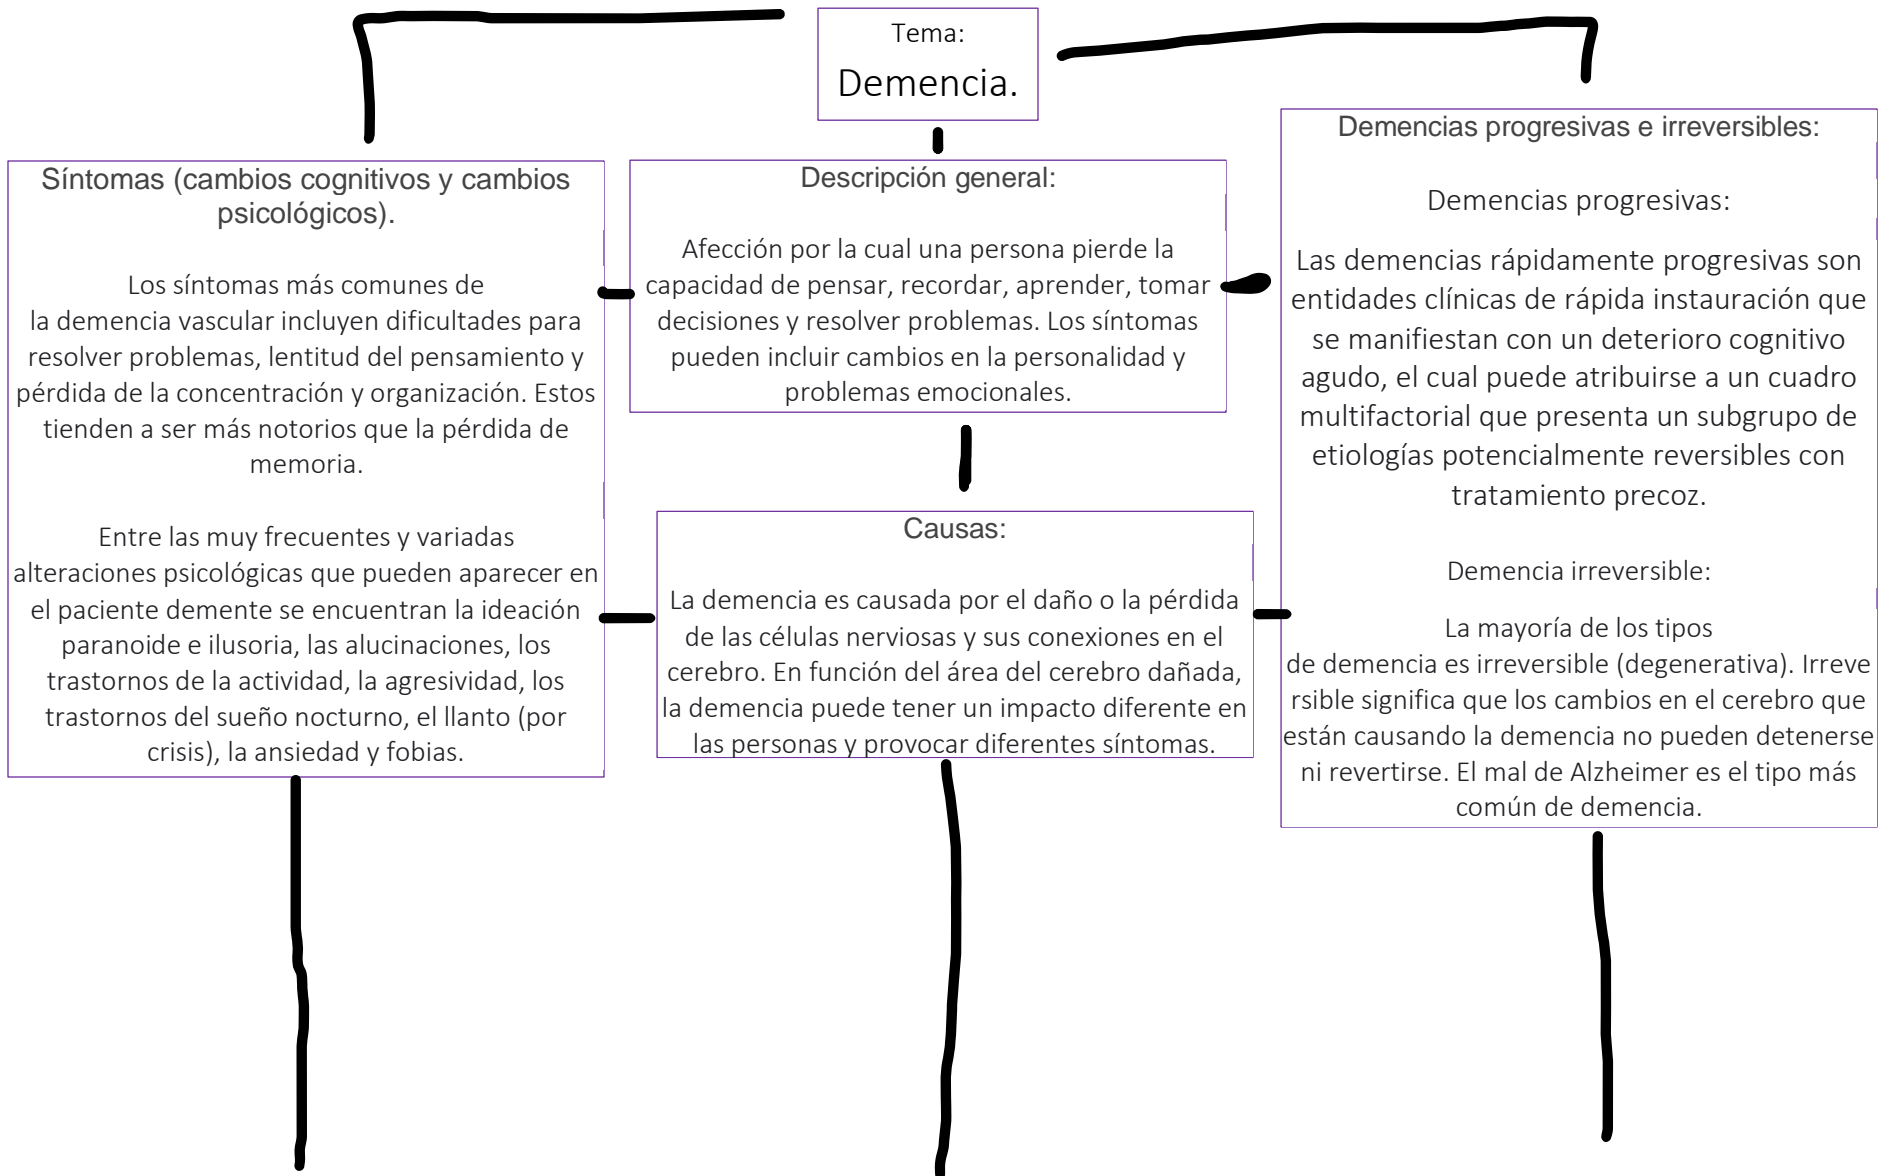 Tema:
Demencia.
Síntomas (cambios cognitivos y cambios
psicológicos).
Los síntomas más comunes de
la demencia vascular incluyen dificultades para
resolver problemas, lentitud del pensamiento y
pérdida de la concentración y organización. Estos
tienden a ser más notorios que la pérdida de
memoria.
Entre las muy frecuentes y variadas
alteraciones psicológicas que pueden aparecer en
el paciente demente se encuentran la ideación
paranoide e ilusoria, las alucinaciones, los
trastornos de la actividad, la agresividad, los
trastornos del sueño nocturno, el llanto (por
crisis), la ansiedad y fobias.
Descripción general:
Afección por la cual una persona pierde la
capacidad de pensar, recordar, aprender, tomar
decisiones y resolver problemas. Los síntomas
pueden incluir cambios en la personalidad y
problemas emocionales.
Causas:
La demencia es causada por el daño o la pérdida
de las células nerviosas y sus conexiones en el
cerebro. En función del área del cerebro dañada,
la demencia puede tener un impacto diferente en
las personas y provocar diferentes síntomas.
Demencias progresivas e irreversibles:
Demencias progresivas:
Las demencias rápidamente progresivas son
entidades clínicas de rápida instauración que
se manifiestan con un deterioro cognitivo
agudo, el cual puede atribuirse a un cuadro
multifactorial que presenta un subgrupo de
etiologías potencialmente reversibles con
tratamiento precoz.
Demencia irreversible:
La mayoría de los tipos
de demencia es irreversible (degenerativa). Irreve
rsible significa que los cambios en el cerebro que
están causando la demencia no pueden detenerse
ni revertirse. El mal de Alzheimer es el tipo más
común de demencia.